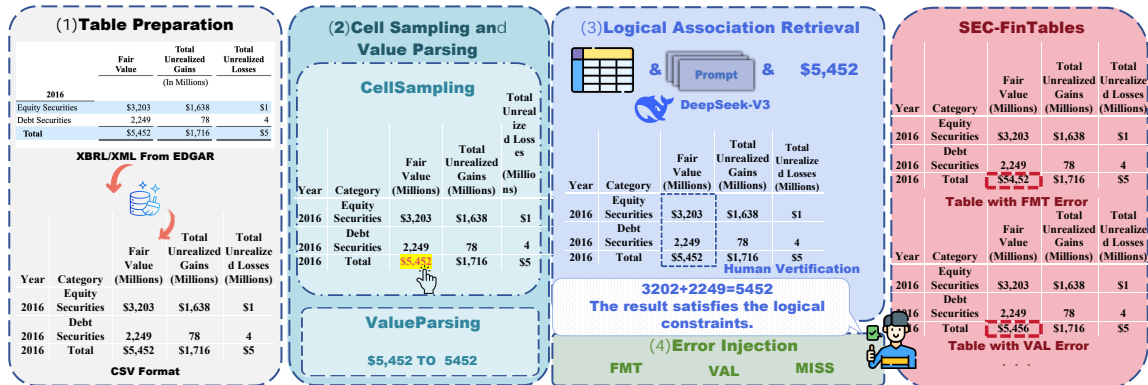 (1)Table Preparation
Fair Value
Total Unrealized Gains
Total Unrealized Losses
(In Millions)
2016
Equity Securities $3,203 $1,638 $1
Debt Securities 2,249 78 4
Total $5,452 $1,716 $5
XBRL/XML From EDGAR
Year Category Fair Value (Millions) Total Unrealized Gains (Millions) Total Unrealize d Losses (Millions)
2016 Equity Securities $3,203 $1,638 $1
2016 Debt Securities 2,249 78 4
2016 Total $5,452 $1,716 $5
CSV Format
(2)Cell Sampling and
Value Parsing
CellSampling
Year Category Fair Value (Millions) Total Unrealized Gains (Millions) Total Unreal ize d Loss es (Millio ns)
Equity
2016 Securities $3,203 $1,638 $1
Debt
2016 Securities 2,249 78 4
2016 Total $5,452 $1,716 $5
ValueParsing
$5,452 TO 5452
(3)Logical Association Retrieval
& Prompt & $5,452
DeepSeek-V3
Year Category Fair Value (Millions) Total Unrealized Gains (Millions) Total Unrealize d Losses (Millions)
Equity
2016 Securities $3,203 $1,638 $1
Debt
2016 Securities 2,249 78 4
2016 Total $5,452 $1,716 $5
Human Vertification
3202+2249=5452
The result satisfies the logical
constraints.
(4)Error Injection
FMT VAL MISS
SEC-FinTables
Year Category Fair Value (Millions) Total Unrealized Gains (Millions) Total Unrealize d Losses (Millions)
Equity
2016 Securities $3,203 $1,638 $1
Debt
2016 Securities 2,249 78 4
2016 Total $54,52 $1,716 $5
Table with FMT Error
Year Category Fair Value (Millions) Total Unrealized Gains (Millions) Total Unrealize d Losses (Millions)
Equity
2016 Securities $3,203 $1,638 $1
Debt
2016 Securities 2,249 78 4
2016 Total $5,456 $1,716 $5
Table with VAL Error
. . .